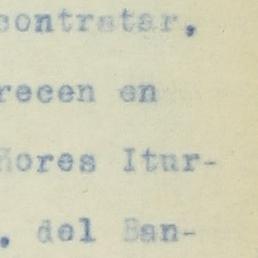 contratar,
recen en
ñores Itur-
, del Ban-